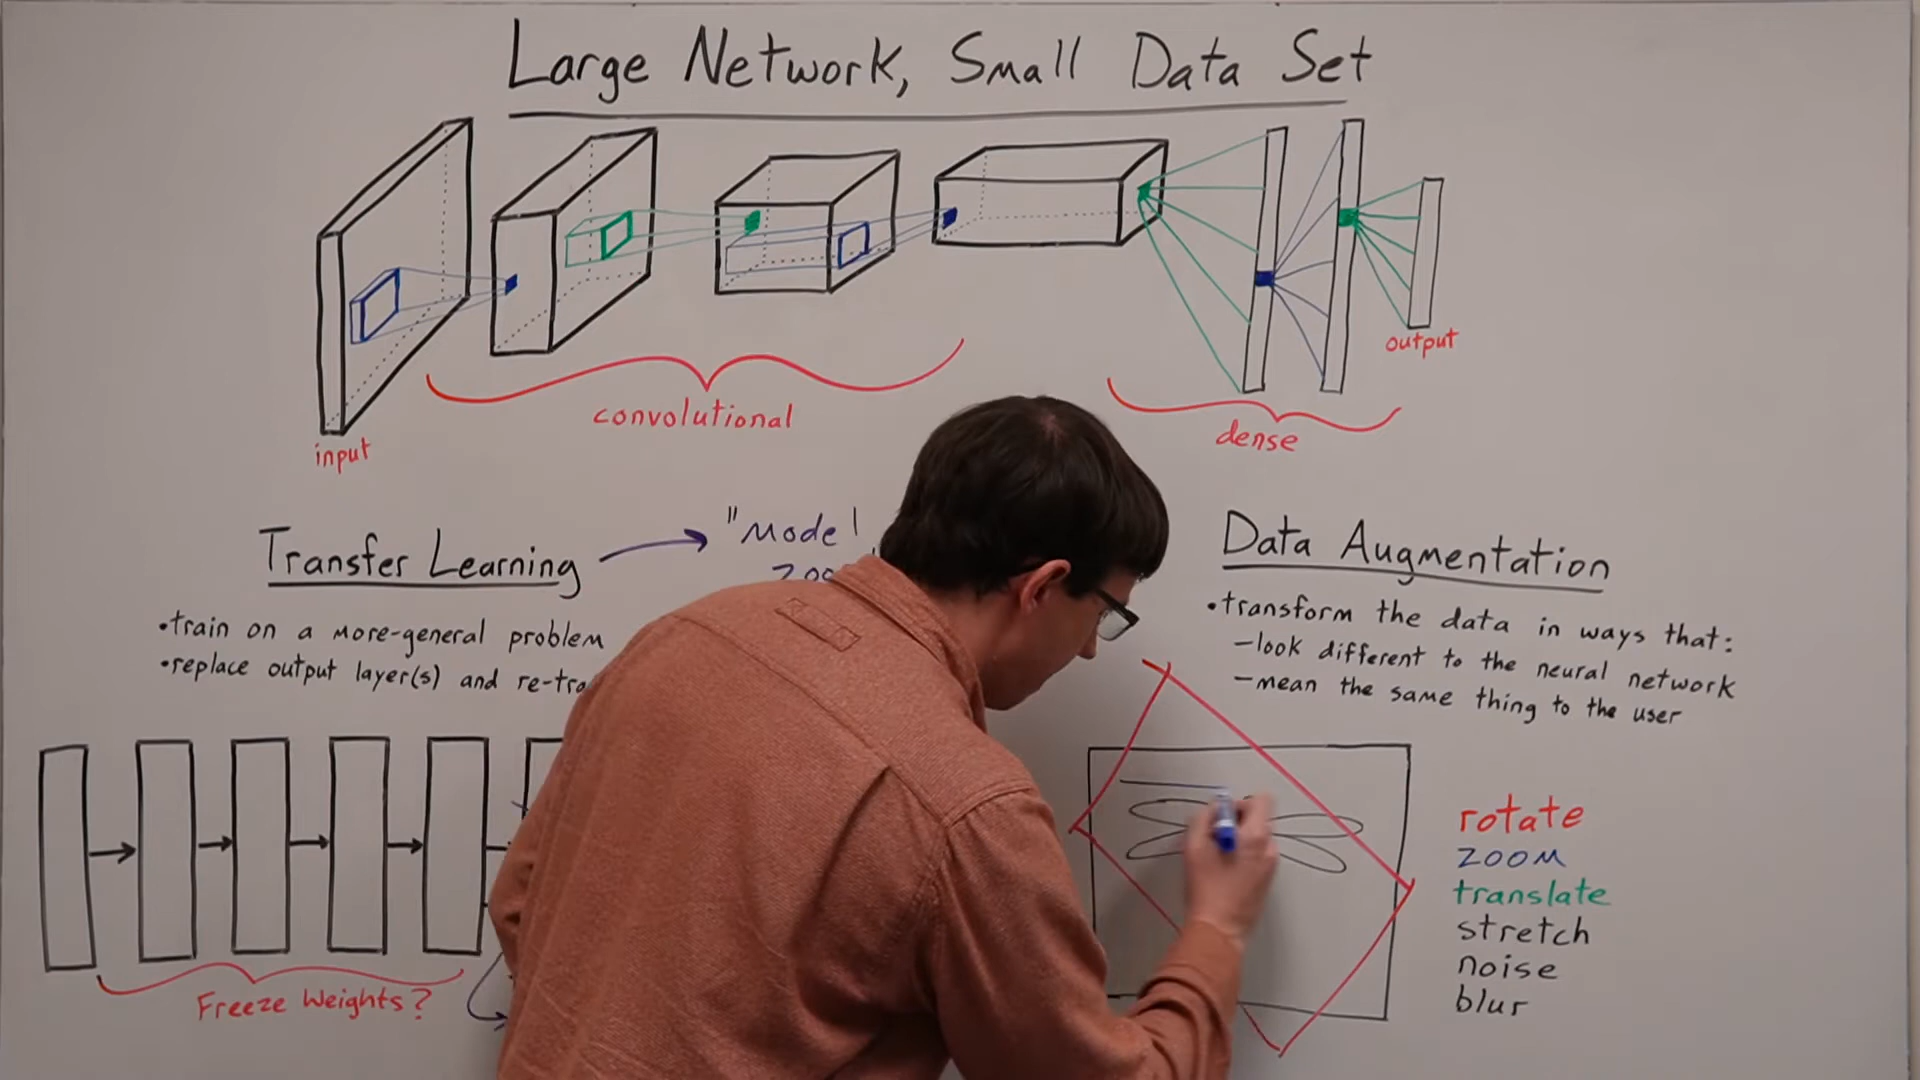 Large Network, Small Data Set
input
convolutional
dense
output
Transfer Learning
"Model
zoo
•train on a more-general problem
•replace output layer(s) and
Freeze Weights?
Data Augmentation
•transform the data in ways that:
-look different to the neural network
-mean the same thing to the user
rotate
zoom
translate
stretch
noise
blur